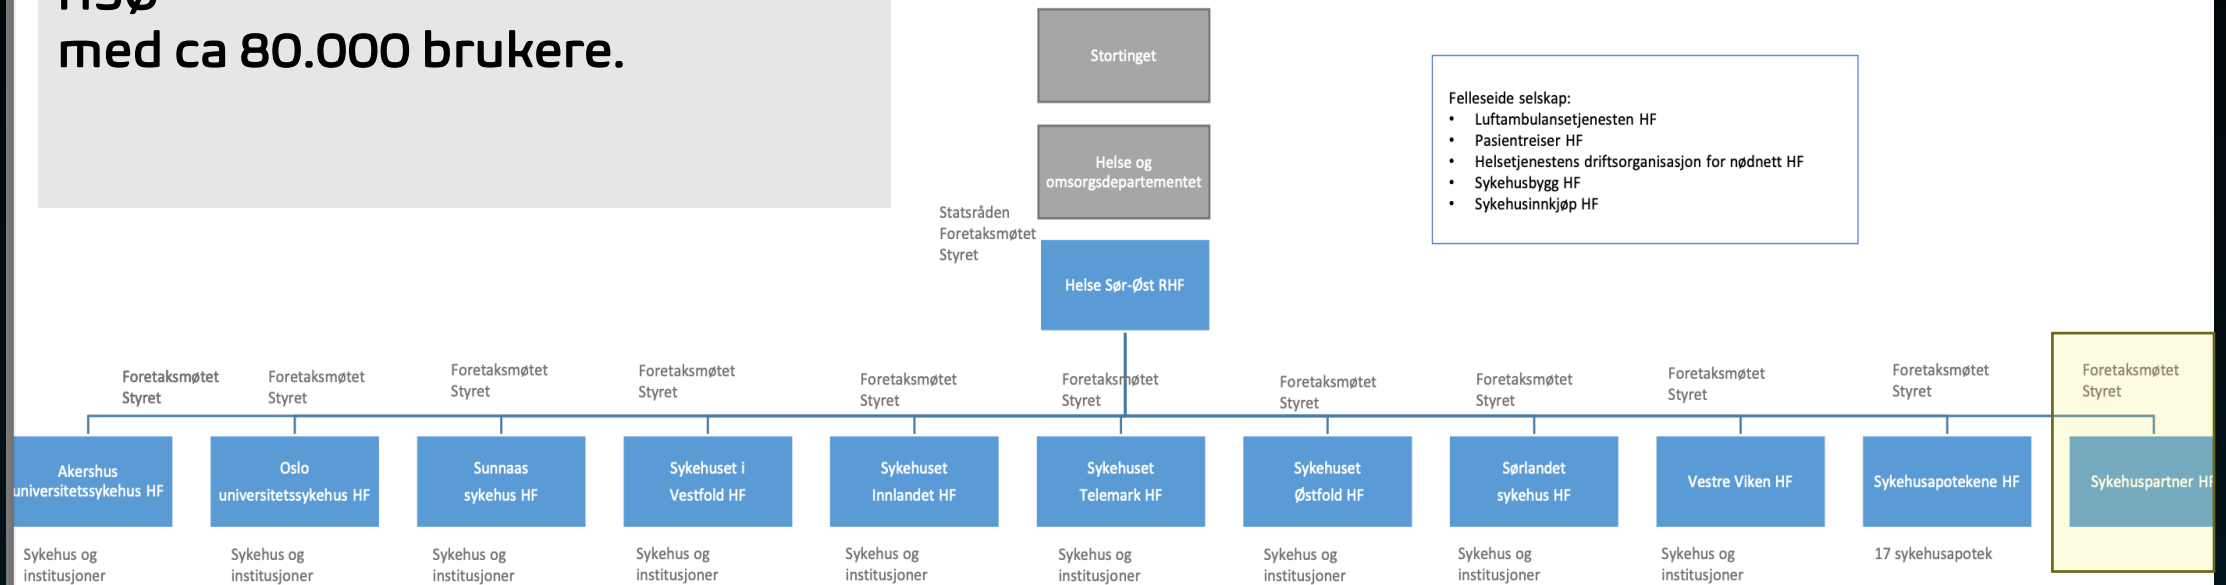 HSØ
med ca 80.000 brukere.
Stortinget
Helse og
omsorgsdepartementet
Statsråden
Foretaksmøtet
Styret
Helse Sør-Øst RHF
Felleseide selskap:
• Luftambulansetjenesten HF
• Pasientreiser HF
• Helsetjenestens driftsorganisasjon for nødnett HF
• Sykehusbygg HF
• Sykehusinnkjøp HF
Foretaksmøtet
Styret
Foretaksmøtet
Styret
Foretaksmøtet
Styret
Foretaksmøtet
Styret
Foretaksmøtet
Styret
Foretaksmøtet
Styret
Foretaksmøtet
Styret
Foretaksmøtet
Styret
Foretaksmøtet
Styret
Foretaksmøtet
Styret
Foretaksmøtet
Styret
Akershus
universitetssykehus HF
Oslo
universitetssykehus HF
Sunnaas
sykehus HF
Sykehuset i
Vestfold HF
Sykehuset
Innlandet HF
Sykehuset
Telemark HF
Sykehuset
Østfold HF
Sørlandet
sykehus HF
Vestre Viken HF
Sykehusapotekene HF
Sykehuspartner HF
Sykehus og
institusjoner
Sykehus og
institusjoner
Sykehus og
institusjoner
Sykehus og
institusjoner
Sykehus og
institusjoner
Sykehus og
institusjoner
Sykehus og
institusjoner
Sykehus og
institusjoner
Sykehus og
institusjoner
17 sykehusapotek